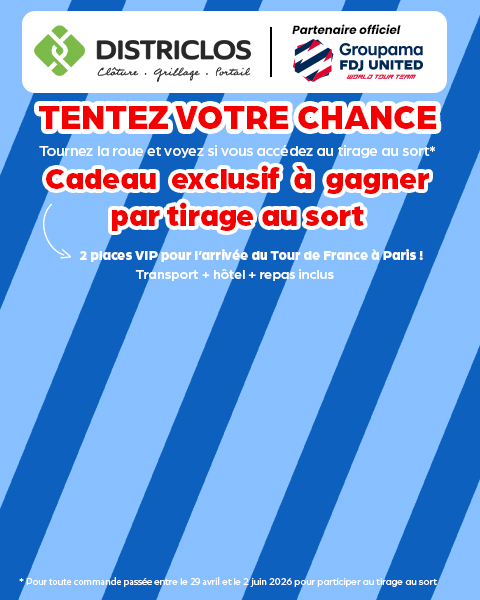 DISTRICLOS
Clôture . Grillage . Portail
Partenaire officiel
Groupama
FDJ UNITED
WORLD TOUR TEAM
TENTEZ VOTRE CHANCE
Tournez la roue et voyez si vous accédez au tirage au sort*
Cadeau exclusif à gagner
par tirage au sort
2 places VIP pour l'arrivée du Tour de France à Paris !
Transport + hôtel + repas inclus
* Pour toute commande passée entre le 29 avril et le 2 juin 2026 pour participer au tirage au sort